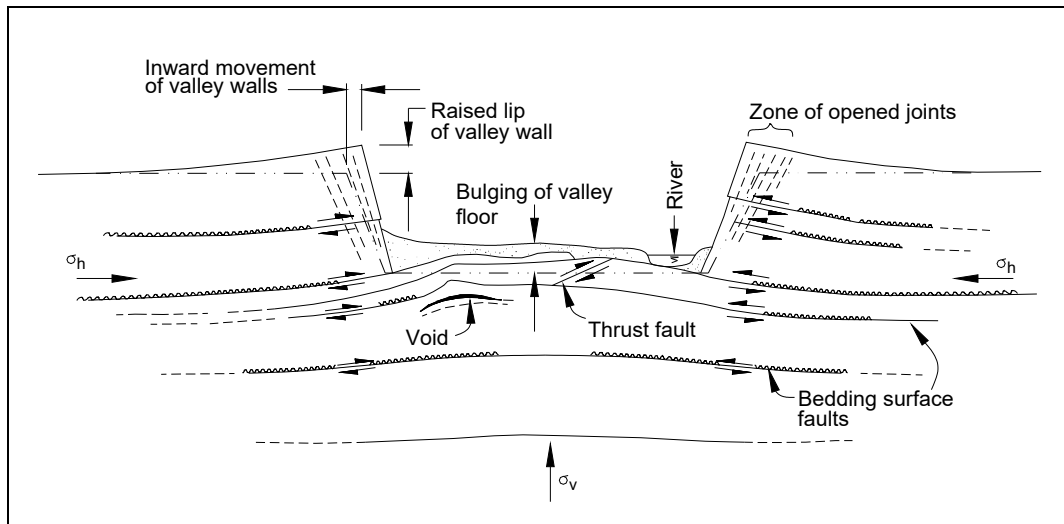 Inward movement
of valley walls
Raised lip
of valley wall
Zone of opened joints
Bulging of valley
floor
River
σh
σh
Void
Thrust fault
Bedding surface
faults
σv